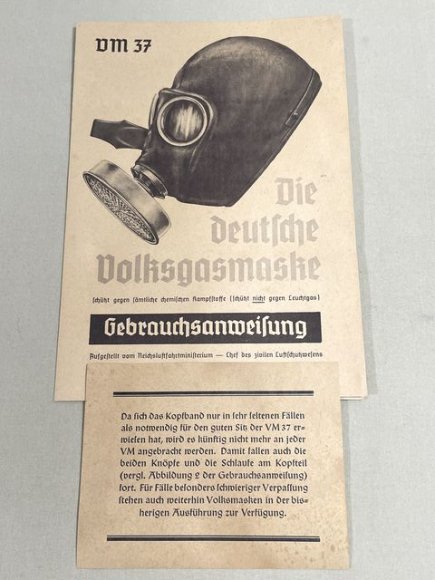 VM 37
Die
deutsche
Volksgasmaske
schützt gegen sämtliche chemischen Kampfstoffe (schützt nicht gegen Leuchtgas)
Gebrauchsanweisung
Aufgestellt vom Reichsluftfahrtministerium — Chef des zivilen Luftschutzwesens
Da sich das Kopfband nur in sehr seltenen Fällen
als notwendig für den guten Sitz der VM 37 er-
wiesen hat, wird es künftig nicht mehr an jeder
VM angebracht werden. Damit fallen auch die
beiden Knöpfe und die Schlaufe am Kopfteil
(vergl. Abbildung 2 der Gebrauchsanweisung)
fort. Für Fälle besonders schwieriger Verpassung
stehen auch weiterhin Volksmasken in der bis-
herigen Ausführung zur Verfügung.